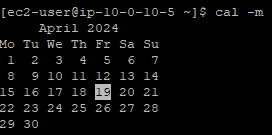 [ec2-user@ip-10-0-10-5 ~]$ cal -m
     April 2024
Mo Tu We Th Fr Sa Su
 1  2  3  4  5  6  7
 8  9 10 11 12 13 14
15 16 17 18 19 20 21
22 23 24 25 26 27 28
29 30